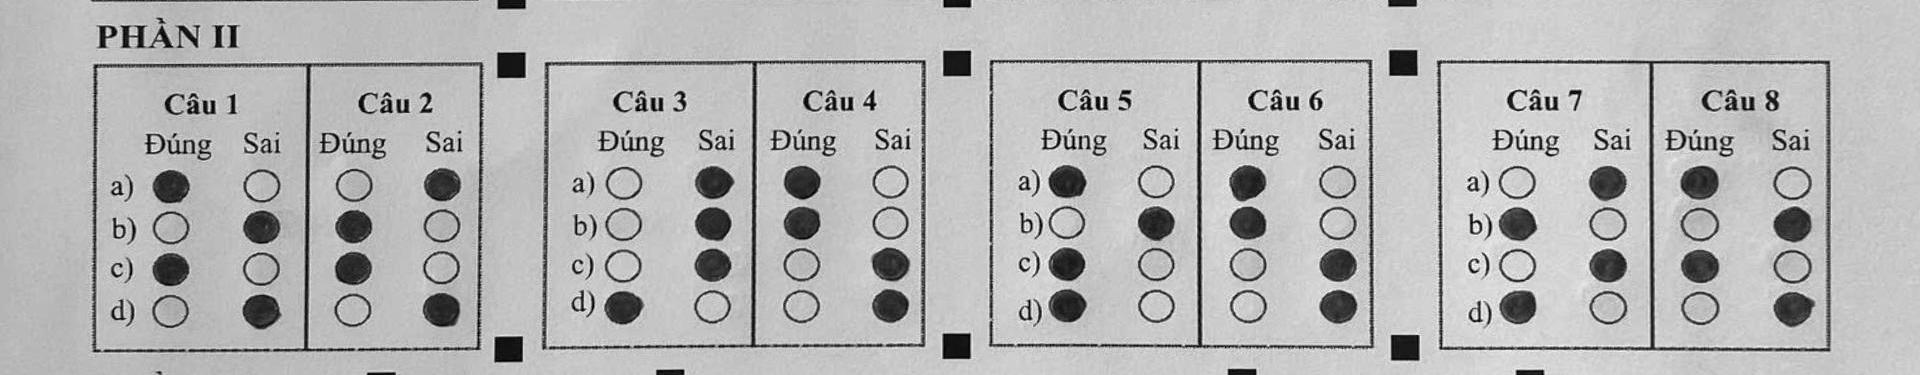 PHẦN II
Câu 1 Câu 2 Câu 3 Câu 4 Câu 5 Câu 6 Câu 7 Câu 8
Đúng Sai Đúng Sai Đúng Sai Đúng Sai Đúng Sai Đúng Sai Đúng Sai Đúng Sai
a) a) a) a)
b) b) b) b)
c) c) c) c)
d) d) d) d)